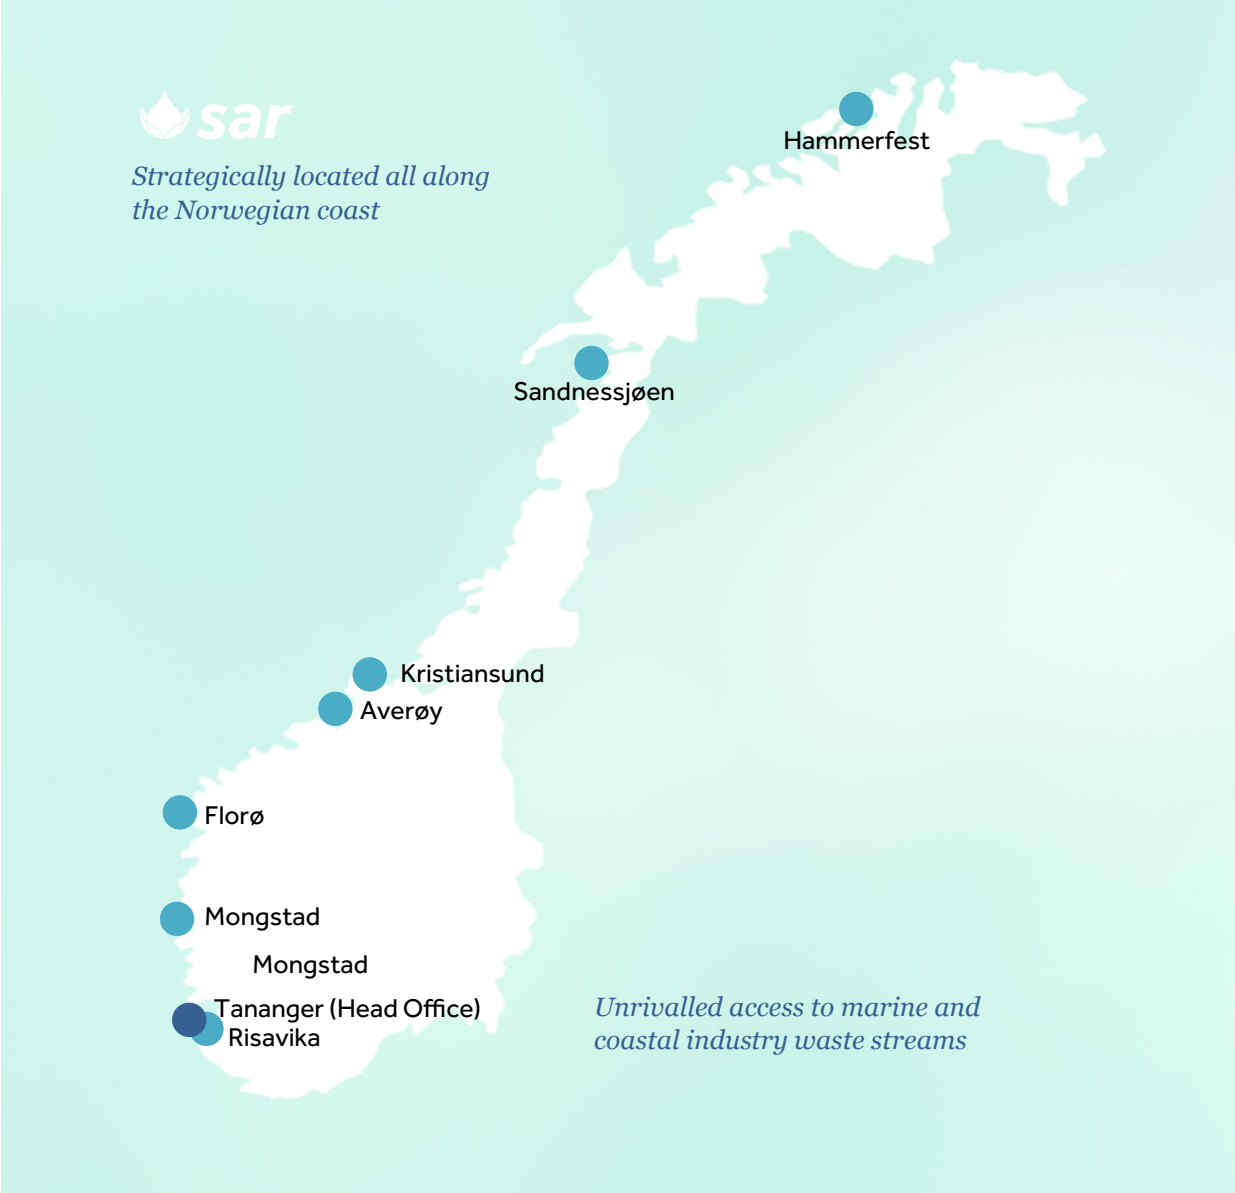 sar
Strategically located all along
the Norwegian coast
Hammerfest
Sandnessjøen
Kristiansund
Averøy
Florø
Mongstad
Mongstad
Tananger (Head Office)
Risavika
Unrivalled access to marine and
coastal industry waste streams